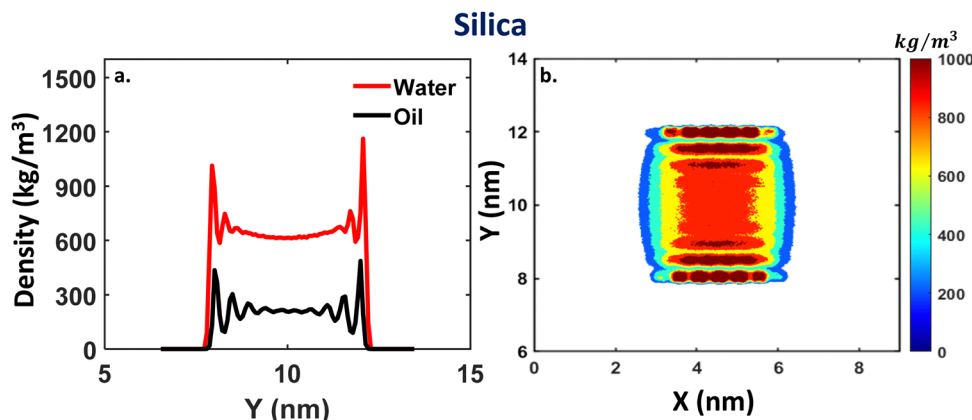 Silica
a.
Water
Oil
Density (kg/m³)
1500
1200
900
600
300
0
5
10
15
Y (nm)
b.
Y (nm)
14
12
10
8
6
0
2
4
6
8
X (nm)
kg/m³
1000
800
600
400
200
0